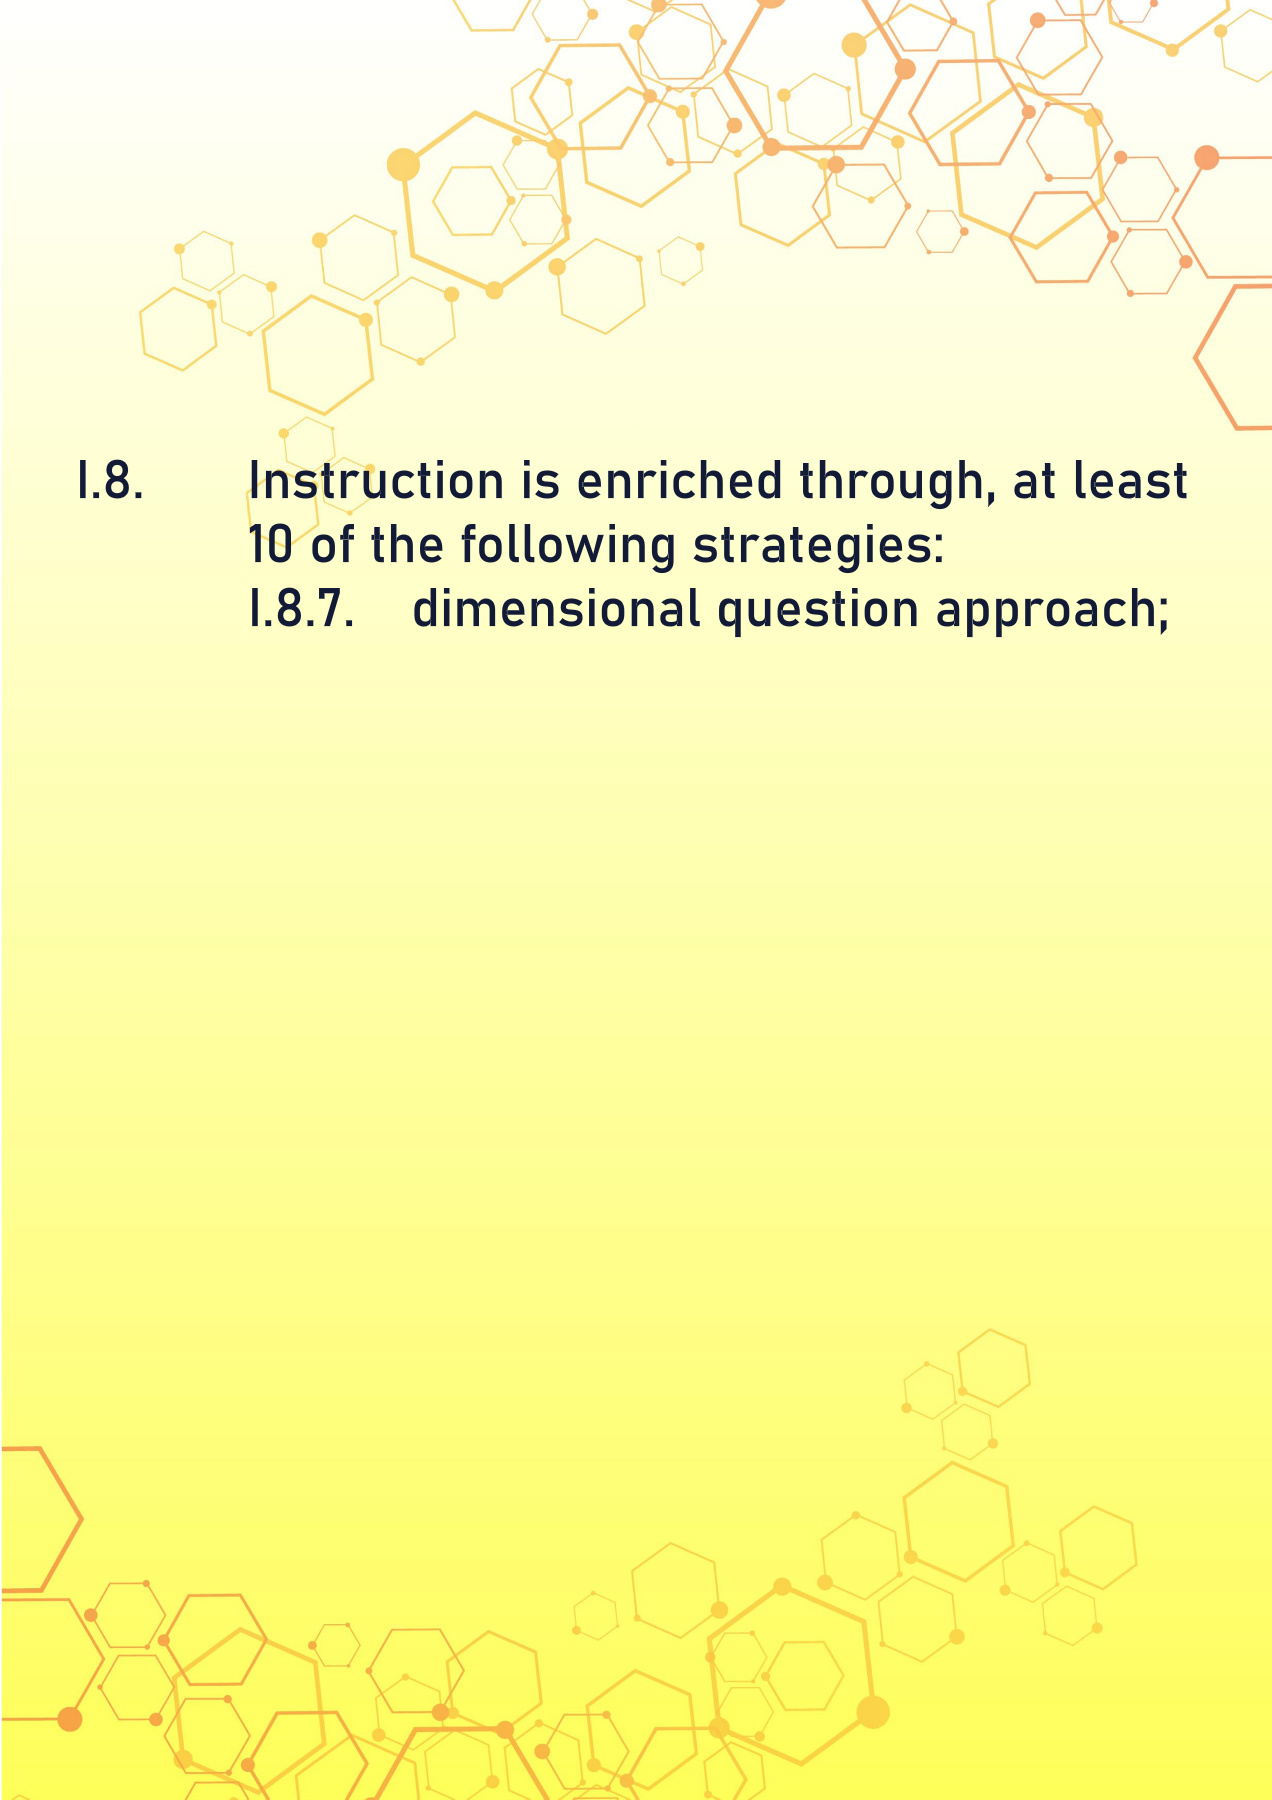 I.8. Instruction is enriched through, at least
10 of the following strategies:
I.8.7. dimensional question approach;